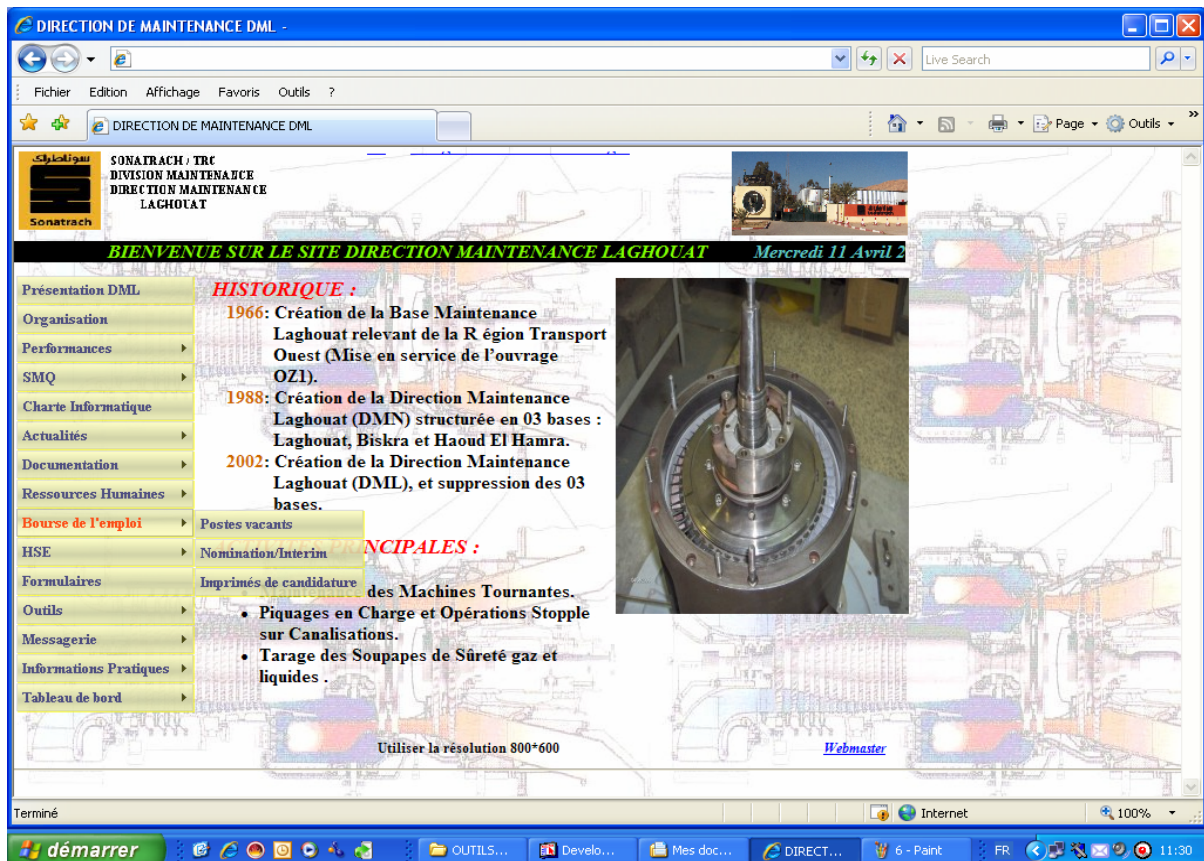 DIRECTION DE MAINTENANCE DML -
Live Search
Fichier Edition Affichage Favoris Outils ?
DIRECTION DE MAINTENANCE DML
Page Outils
سوناطراك
Sonatrach
SONATRACH / TRC
DIVISION MAINTENANCE
DIRECTION MAINTENANCE
LAGHOUAT
BIENVENUE SUR LE SITE DIRECTION MAINTENANCE LAGHOUAT Mercredi 11 Avril 2
Présentation DML
Organisation
Performances
SMQ
Charte Informatique
Actualités
Documentation
Ressources Humaines
Bourse de l'emploi
HSE
Formulaires
Outils
Messagerie
Informations Pratiques
Tableau de bord
Postes vacants
Nomination/Interim
Imprimés de candidature
HISTORIQUE :
1966: Création de la Base Maintenance
Laghouat relevant de la R égion Transport
Ouest (Mise en service de l'ouvrage
OZ1).
1988: Création de la Direction Maintenance
Laghouat (DMN) structurée en 03 bases :
Laghouat, Biskra et Haoud El Hamra.
2002: Création de la Direction Maintenance
Laghouat (DML), et suppression des 03
bases.
NCIPALES :
des Machines Tournantes.
• Piquages en Charge et Opérations Stopple
sur Canalisations.
• Tarage des Soupapes de Sûreté gaz et
liquides .
Utiliser la résolution 800*600
Webmaster
Terminé
Internet
100%
démarrer
OUTILS...
Develo...
Mes doc...
DIRECT...
6 - Paint
FR
11:30